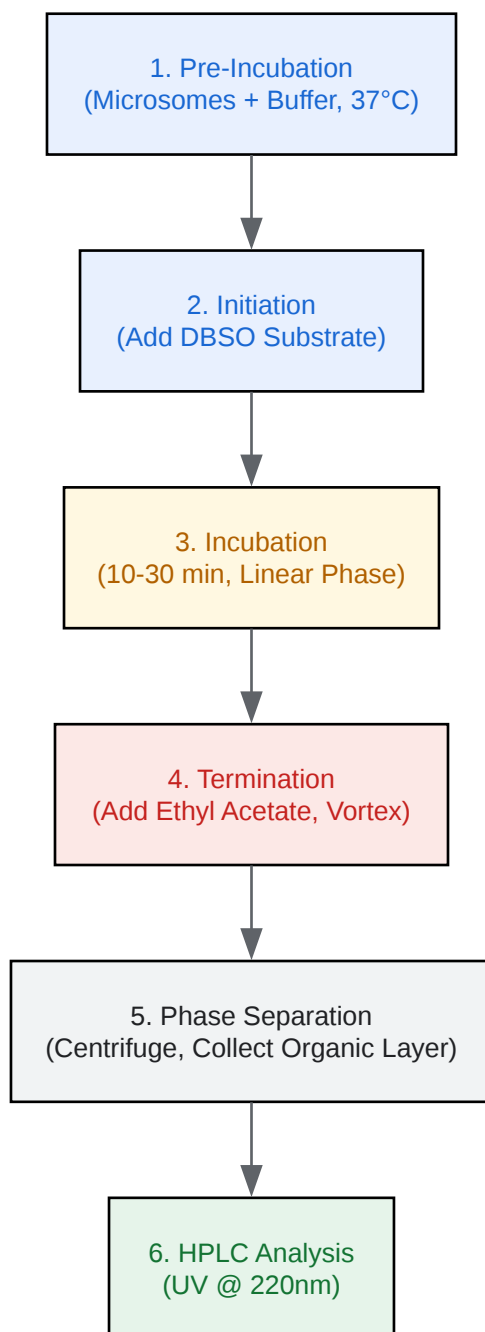 1. Pre-Incubation
(Microsomes + Buffer, 37°C)
2. Initiation
(Add DBSO Substrate)
3. Incubation
(10-30 min, Linear Phase)
4. Termination
(Add Ethyl Acetate, Vortex)
5. Phase Separation
(Centrifuge, Collect Organic Layer)
6. HPLC Analysis
(UV @ 220nm)